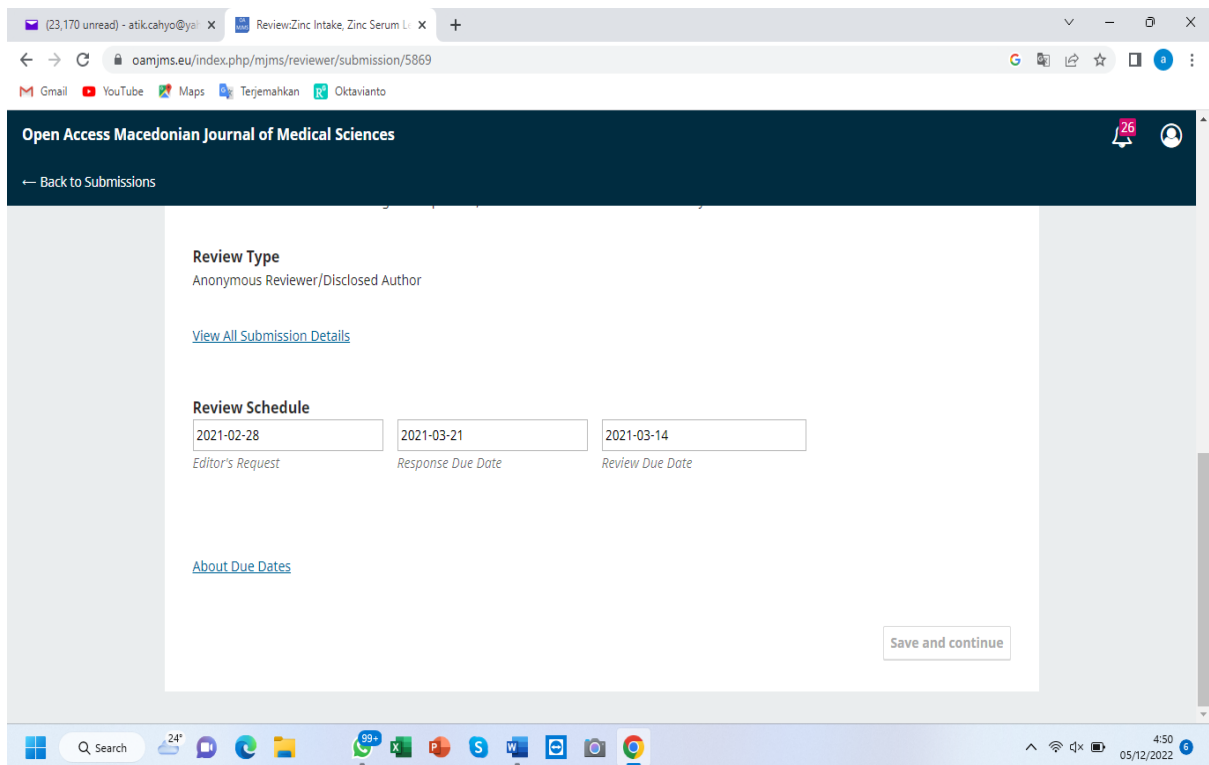 (23,170 unread) - atik.cahyo@yah
Review:Zinc Intake, Zinc Serum Le
oamjms.eu/index.php/mjms/reviewer/submission/5869
Gmail YouTube Maps Terjemahkan Oktavianto
Open Access Macedonian Journal of Medical Sciences
26
← Back to Submissions
Review Type
Anonymous Reviewer/Disclosed Author
View All Submission Details
Review Schedule
2021-02-28 2021-03-21 2021-03-14
Editor's Request Response Due Date Review Due Date
About Due Dates
Save and continue
Search 24° 99+ 4:50
05/12/2022 6